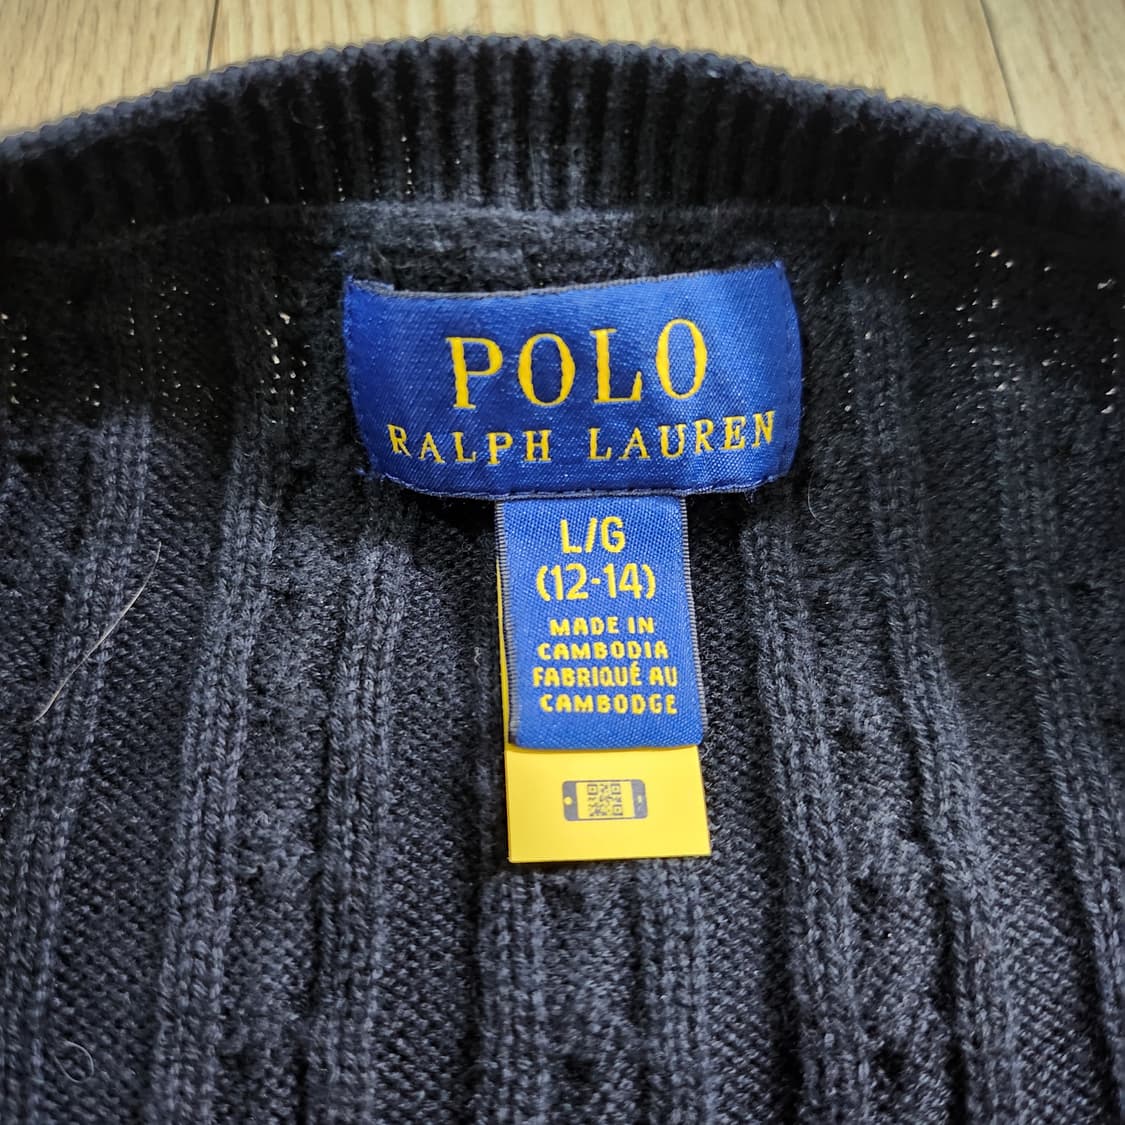 POLO
RALPH LAUREN
L/G
(12-14)
MADE IN
CAMBODIA
FABRIQUÉ AU
CAMBODGE